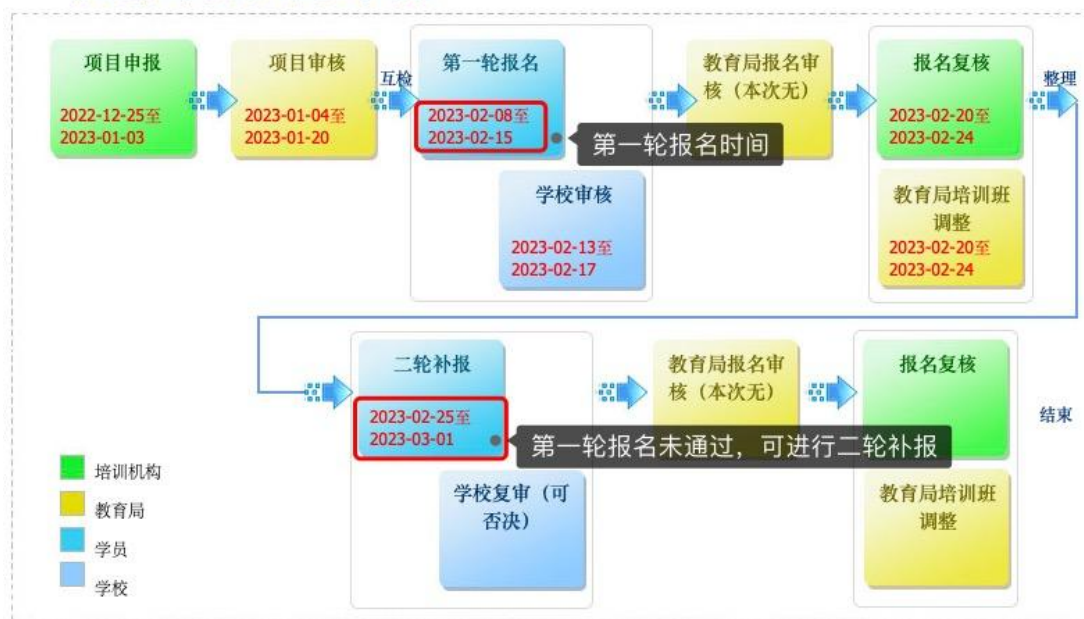 项目申报
2022-12-25至
2023-01-03
项目审核
2023-01-04至
2023-01-20
互检
第一轮报名
2023-02-08至
2023-02-15
第一轮报名时间
学校审核
2023-02-13至
2023-02-17
教育局报名审
核（本次无）
报名复核
2023-02-20至
2023-02-24
整理
教育局培训班
调整
2023-02-20至
2023-02-24
二轮补报
2023-02-25至
2023-03-01
第一轮报名未通过，可进行二轮补报
学校复审（可
否决）
教育局报名审
核（本次无）
报名复核
教育局培训班
调整
结束
培训机构
教育局
学员
学校